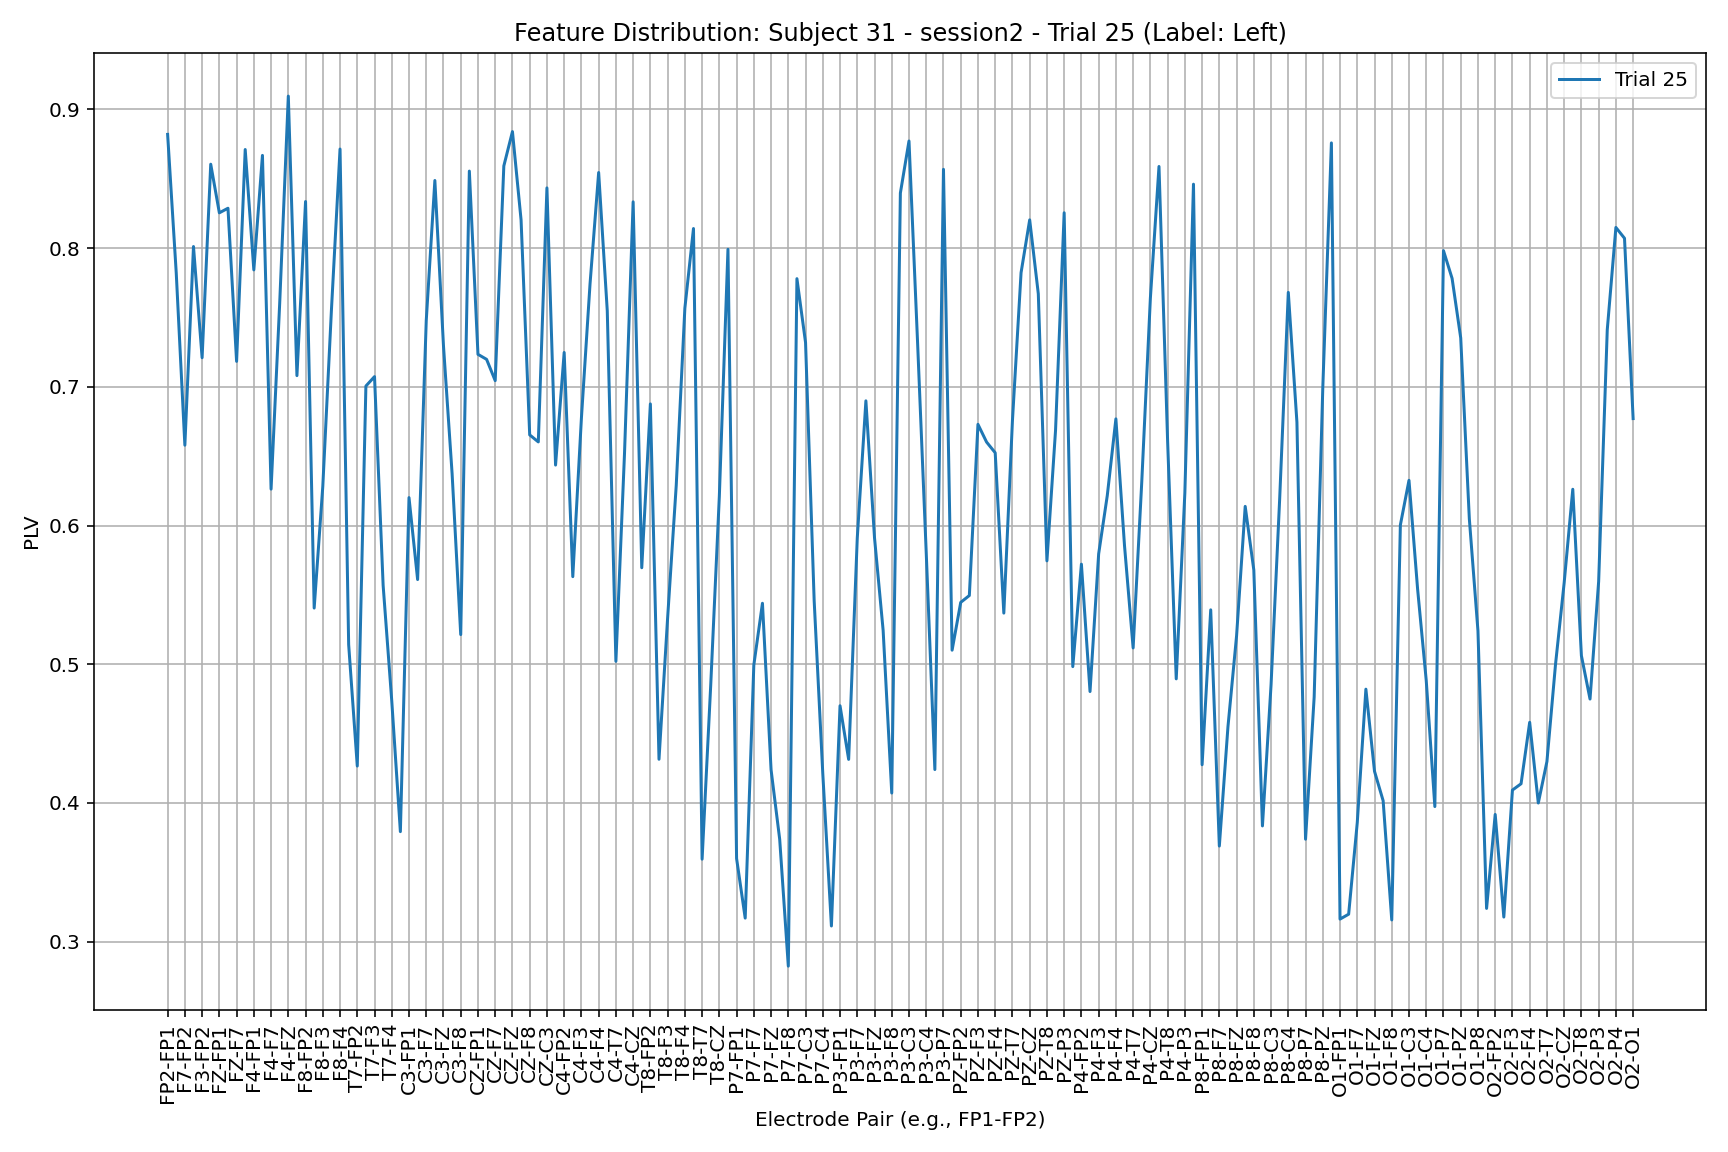 Feature Distribution: Subject 31 - session2 - Trial 25 (Label: Left)
Trial 25
PLV
0.9
0.8
0.7
0.6
0.5
0.4
0.3
FP2-FP1
F7-FP2
F3-FP2
FZ-FP1
FZ-F7
F4-FP1
F4-F7
F4-FZ
F8-FP2
F8-F3
F8-F4
T7-FP2
T7-F3
T7-F4
C3-FP1
C3-F7
C3-FZ
C3-F8
CZ-FP1
CZ-F7
CZ-FZ
CZ-F8
CZ-C3
C4-FP2
C4-F3
C4-F4
C4-T7
C4-CZ
T8-FP2
T8-F3
T8-F4
T8-T7
T8-CZ
P7-FP1
P7-F7
P7-FZ
P7-F8
P7-C3
P7-C4
P3-FP1
P3-F7
P3-FZ
P3-F8
P3-C3
P3-C4
P3-P7
PZ-FP2
PZ-F3
PZ-F4
PZ-T7
PZ-CZ
PZ-T8
PZ-P3
P4-FP2
P4-F3
P4-F4
P4-T7
P4-CZ
P4-T8
P4-P3
P8-FP1
P8-F7
P8-FZ
P8-F8
P8-C3
P8-C4
P8-P7
P8-PZ
O1-FP1
O1-F7
O1-FZ
O1-F8
O1-C3
O1-C4
O1-P7
O1-PZ
O1-P8
O2-FP2
O2-F3
O2-F4
O2-T7
O2-CZ
O2-T8
O2-P3
O2-P4
O2-O1
Electrode Pair (e.g., FP1-FP2)